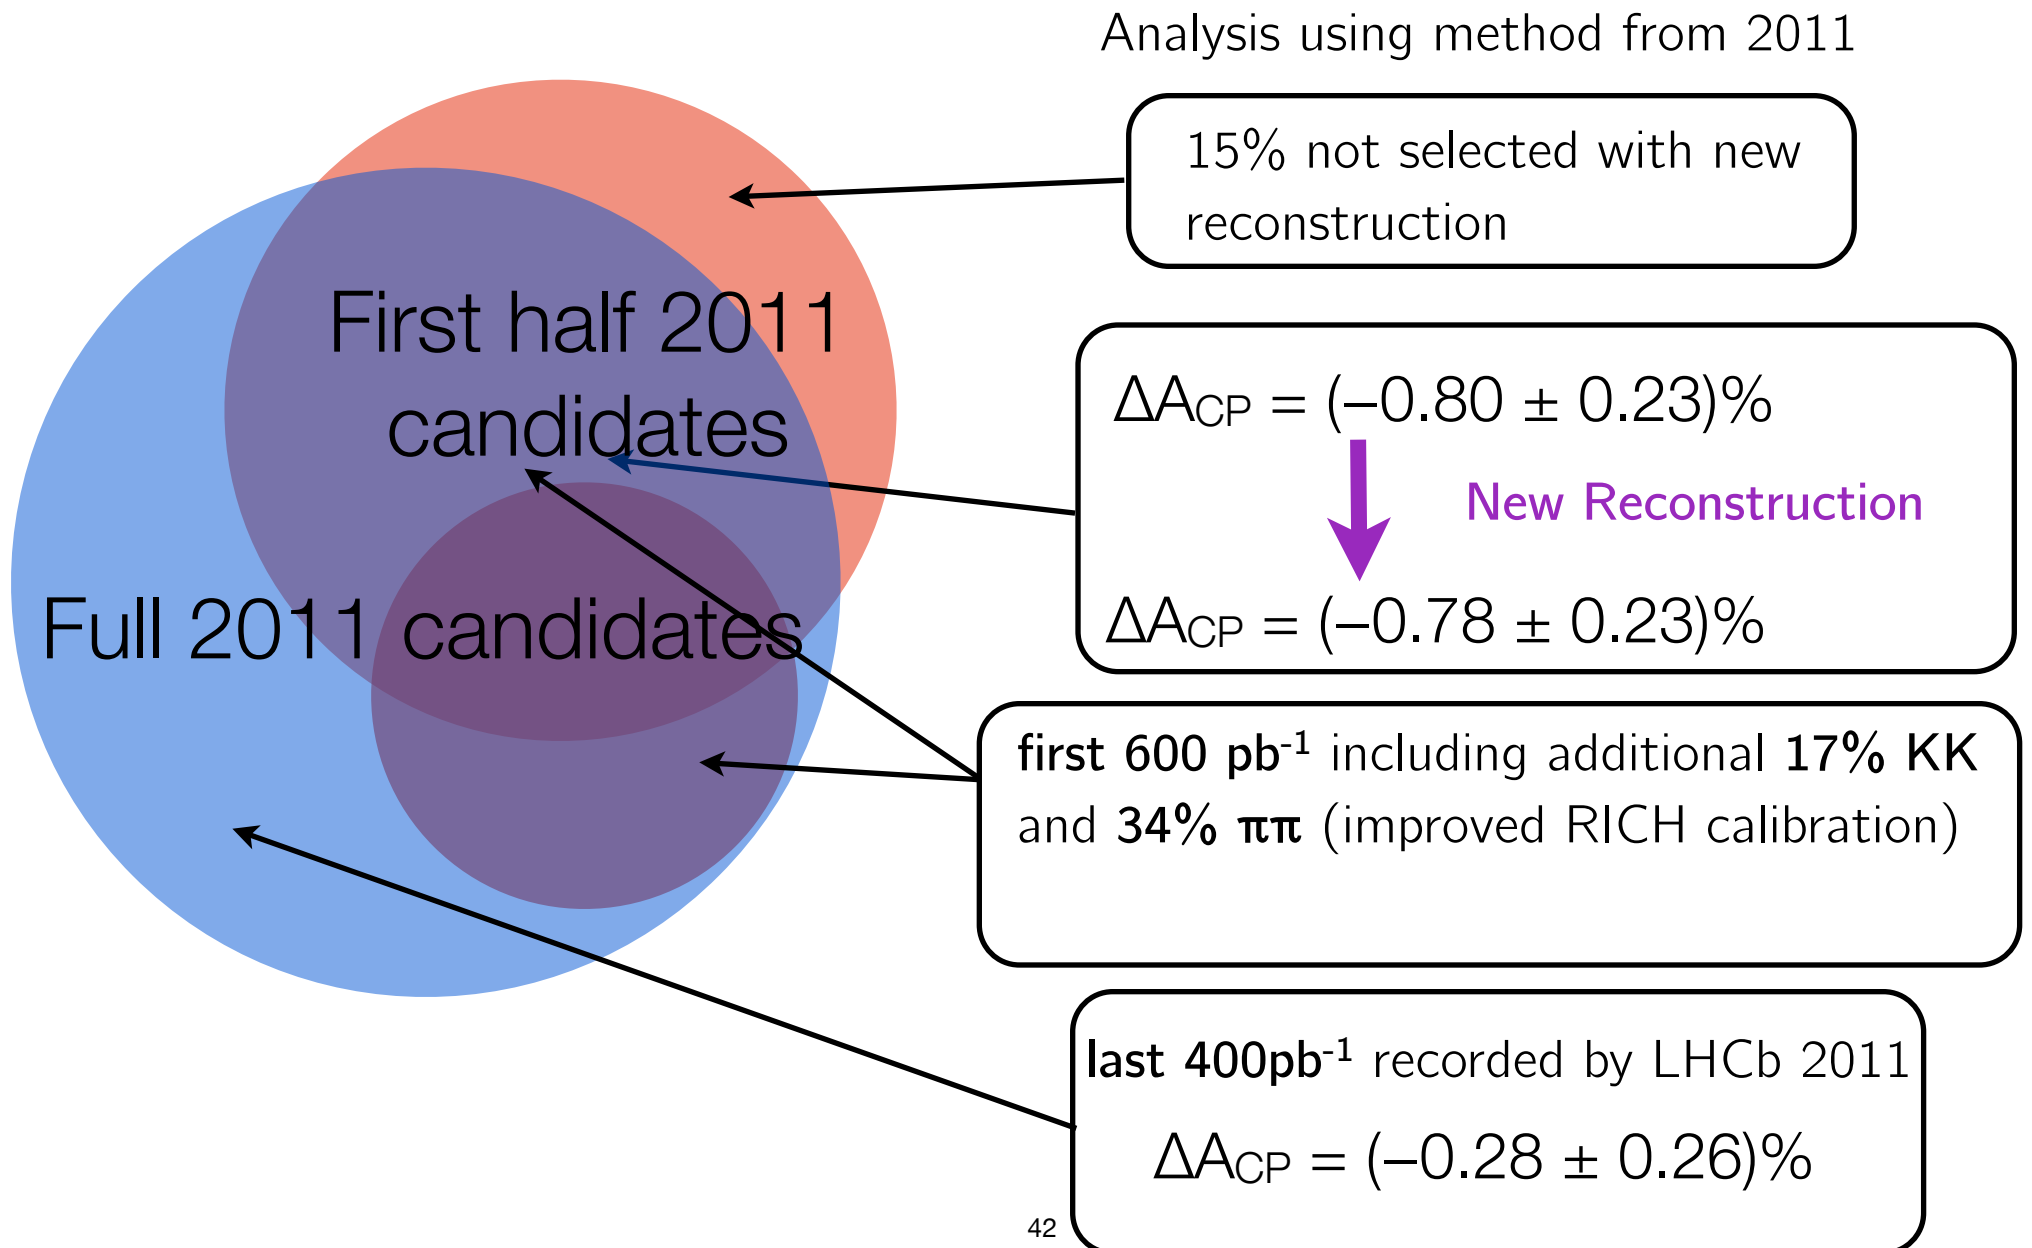 Analysis using method from 2011
15% not selected with new
reconstruction
First half 2011
candidates
Full 2011 candidates
ΔACP = (–0.80 ± 0.23)%
New Reconstruction
ΔACP = (–0.78 ± 0.23)%
first 600 pb-1 including additional 17% KK
and 34% ππ (improved RICH calibration)
last 400pb-1 recorded by LHCb 2011
ΔACP = (–0.28 ± 0.26)%
42